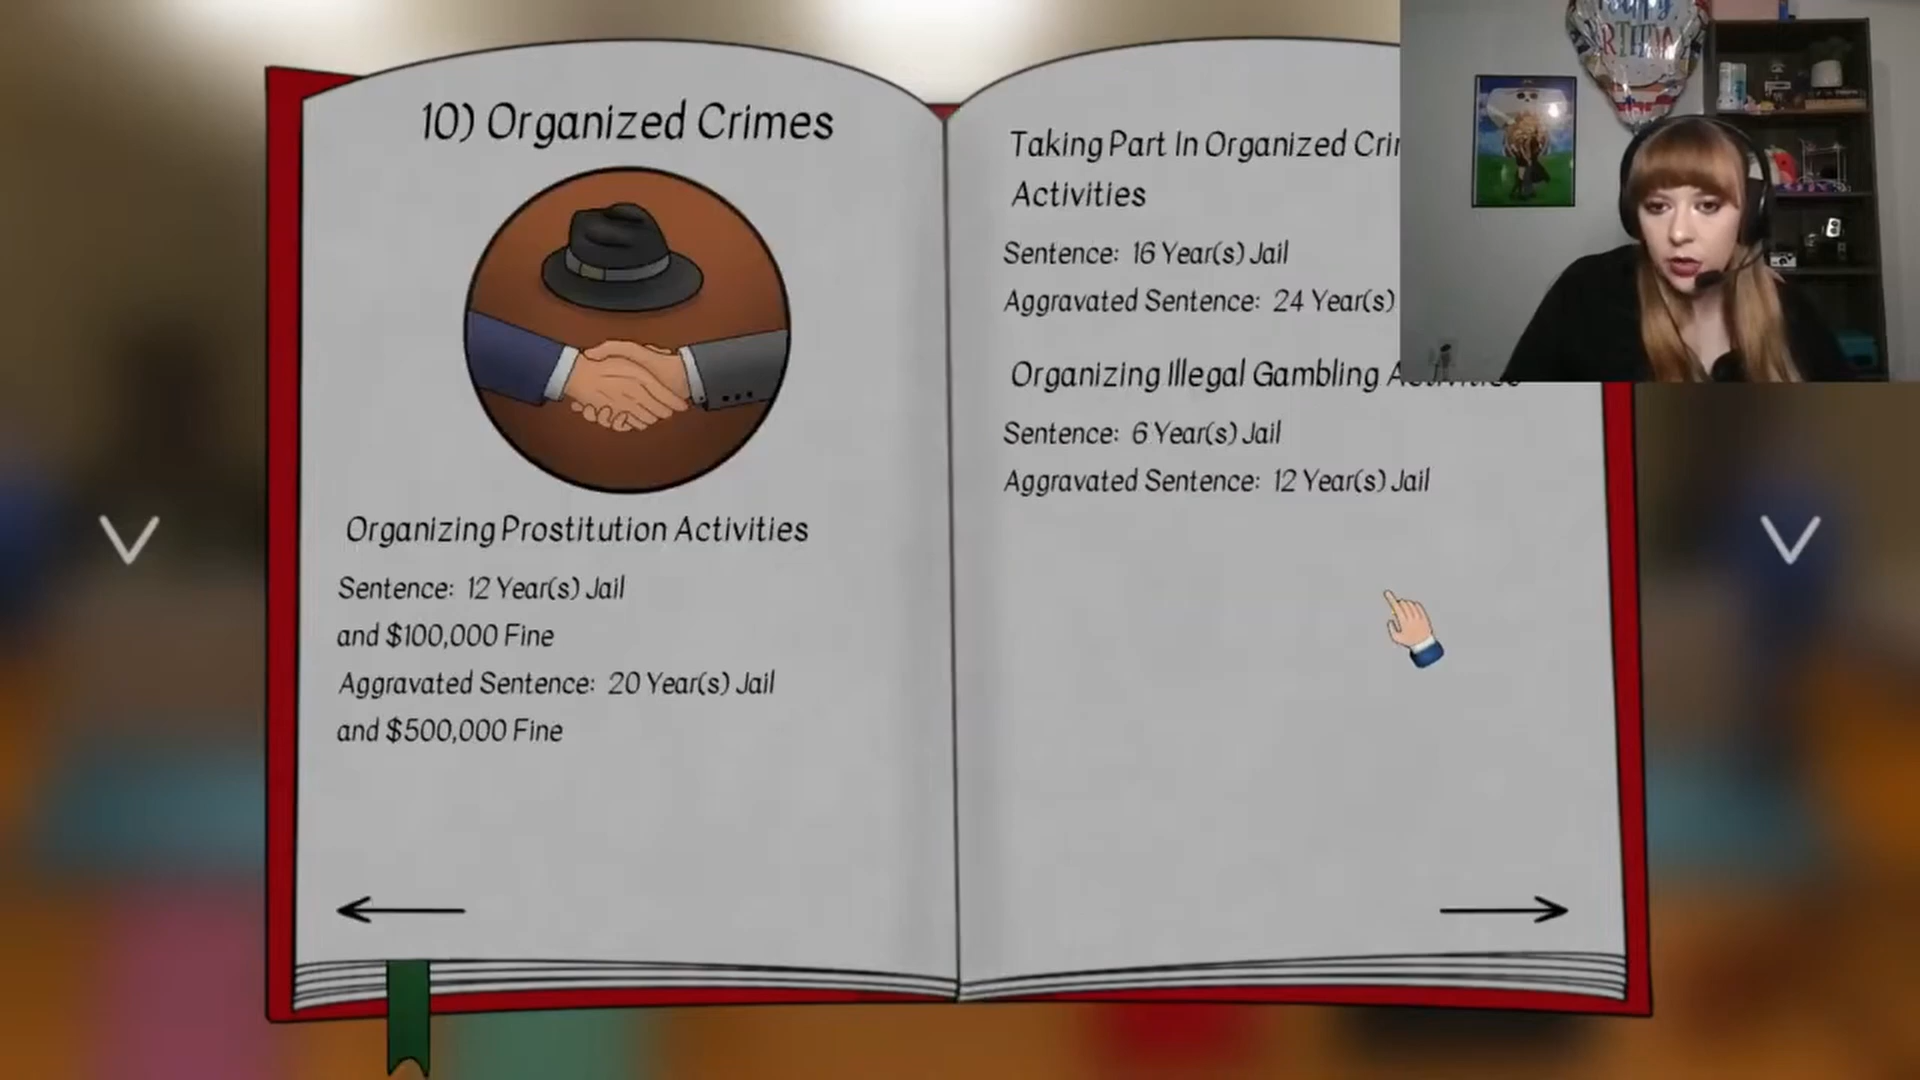 10) Organized Crimes
Organizing Prostitution Activities
Sentence: 12 Year(s) Jail
and $100,000 Fine
Aggravated Sentence: 20 Year(s) Jail
and $500,000 Fine
Taking Part In Organized
Activities
Sentence: 16 Year(s) Jail
Aggravated Sentence: 24 Year(s)
Organizing Illegal Gambling Activities
Sentence: 6 Year(s) Jail
Aggravated Sentence: 12 Year(s) Jail